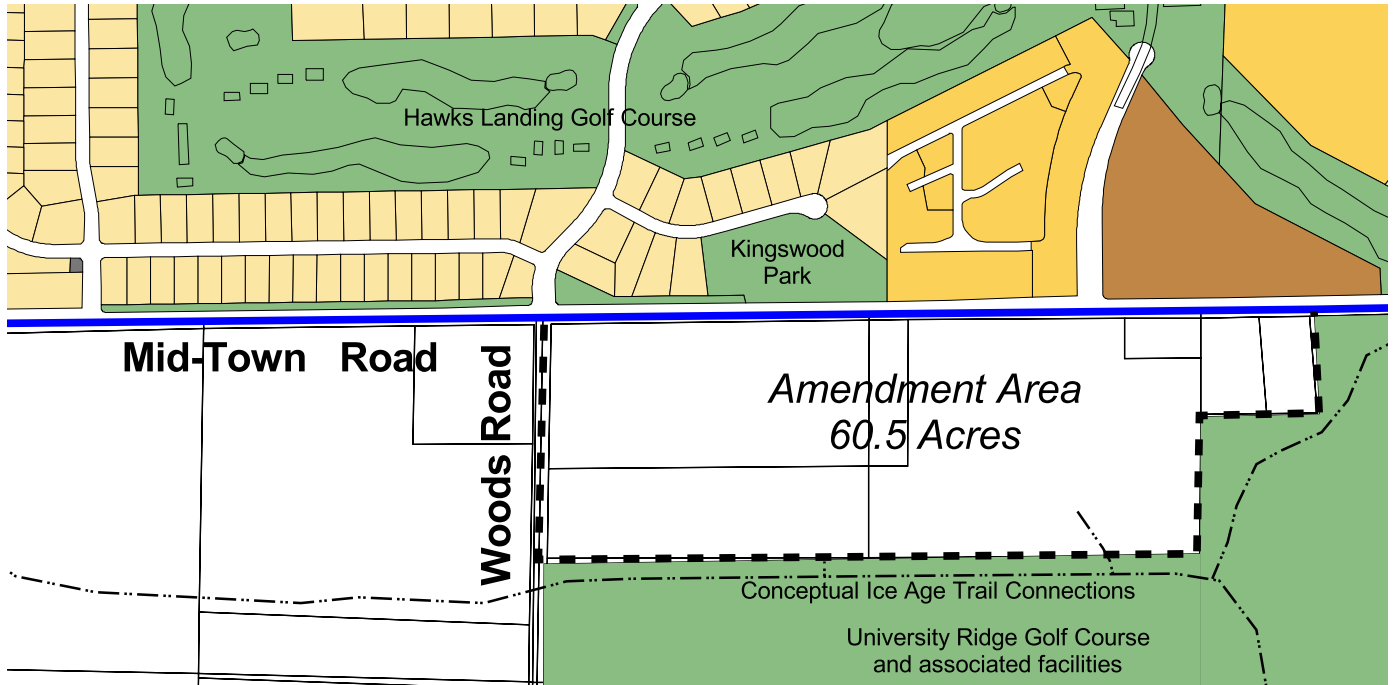 Hawks Landing Golf Course
Kingswood
Park
Mid-Town Road
Woods Road
Amendment Area
60.5 Acres
Conceptual Ice Age Trail Connections
University Ridge Golf Course
and associated facilities